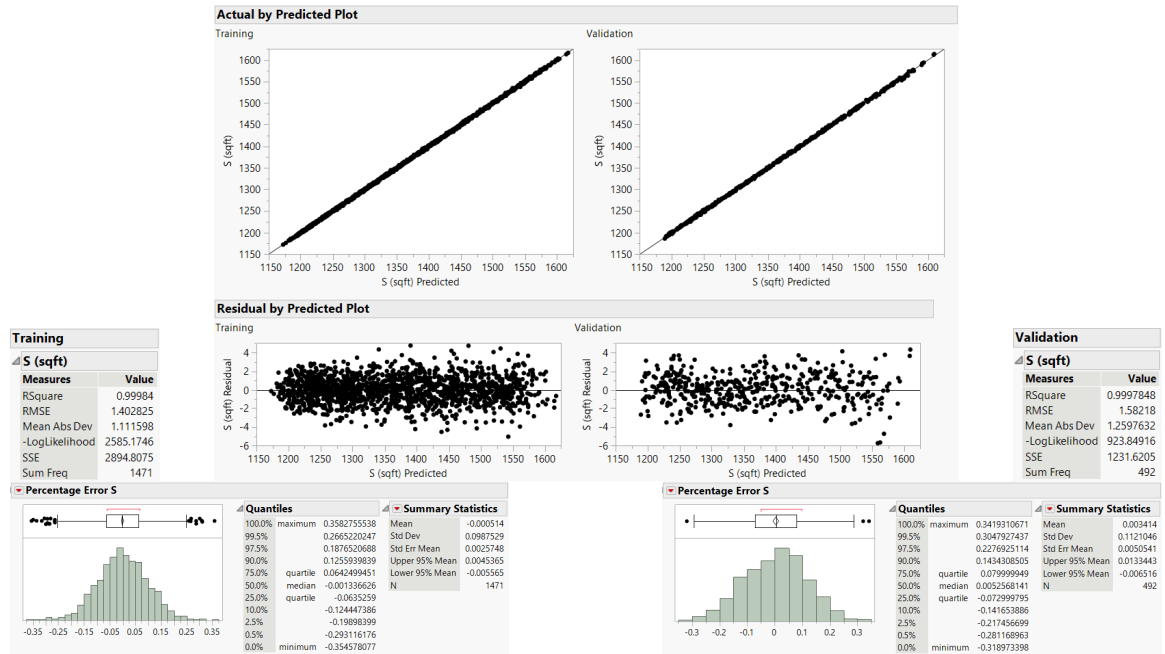 Actual by Predicted Plot
Training
Validation
1600
1550
1500
1450
1400
1350
1300
1250
1200
1150
S (sqft)
1150 1200 1250 1300 1350 1400 1450 1500 1550 1600
S (sqft) Predicted
1600
1550
1500
1450
1400
1350
1300
1250
1200
1150
S (sqft)
1150 1200 1250 1300 1350 1400 1450 1500 1550 1600
S (sqft) Predicted
Residual by Predicted Plot
Training
Validation
4
2
0
-2
-4
-6
S (sqft) Residual
1150 1200 1250 1300 1350 1400 1450 1500 1550 1600
S (sqft) Predicted
4
2
0
-2
-4
-6
S (sqft) Residual
1150 1200 1250 1300 1350 1400 1450 1500 1550 1600
S (sqft) Predicted
Training
S (sqft)
Measures Value
RSquare 0.99984
RMSE 1.402825
Mean Abs Dev 1.111598
-LogLikelihood 2585.1746
SSE 2894.8075
Sum Freq 1471
Validation
S (sqft)
Measures Value
RSquare 0.9997848
RMSE 1.58218
Mean Abs Dev 1.2597632
-LogLikelihood 923.84916
SSE 1231.6205
Sum Freq 492
Percentage Error S
-0.35 -0.25 -0.15 -0.05 0.05 0.15 0.25 0.35
Quantiles
100.0% maximum 0.3582755538
99.5% 0.2665220247
97.5% 0.1876520688
90.0% 0.1255939839
75.0% quartile 0.0642499451
50.0% median -0.001336626
25.0% quartile -0.0635259
10.0% -0.124447386
2.5% -0.19898399
0.5% -0.293116176
0.0% minimum -0.354578077
Summary Statistics
Mean -0.000514
Std Dev 0.0987529
Std Err Mean 0.0025748
Upper 95% Mean 0.0045365
Lower 95% Mean -0.005565
N 1471
Percentage Error S
-0.3 -0.2 -0.1 0 0.1 0.2 0.3
Quantiles
100.0% maximum 0.3419310671
99.5% 0.3047927437
97.5% 0.2276925114
90.0% 0.1434308505
75.0% quartile 0.079999949
50.0% median 0.0052568141
25.0% quartile -0.072999795
10.0% -0.141653886
2.5% -0.217456699
0.5% -0.281168963
0.0% minimum -0.318973398
Summary Statistics
Mean 0.003414
Std Dev 0.1121046
Std Err Mean 0.0050541
Upper 95% Mean 0.0133443
Lower 95% Mean -0.006516
N 492